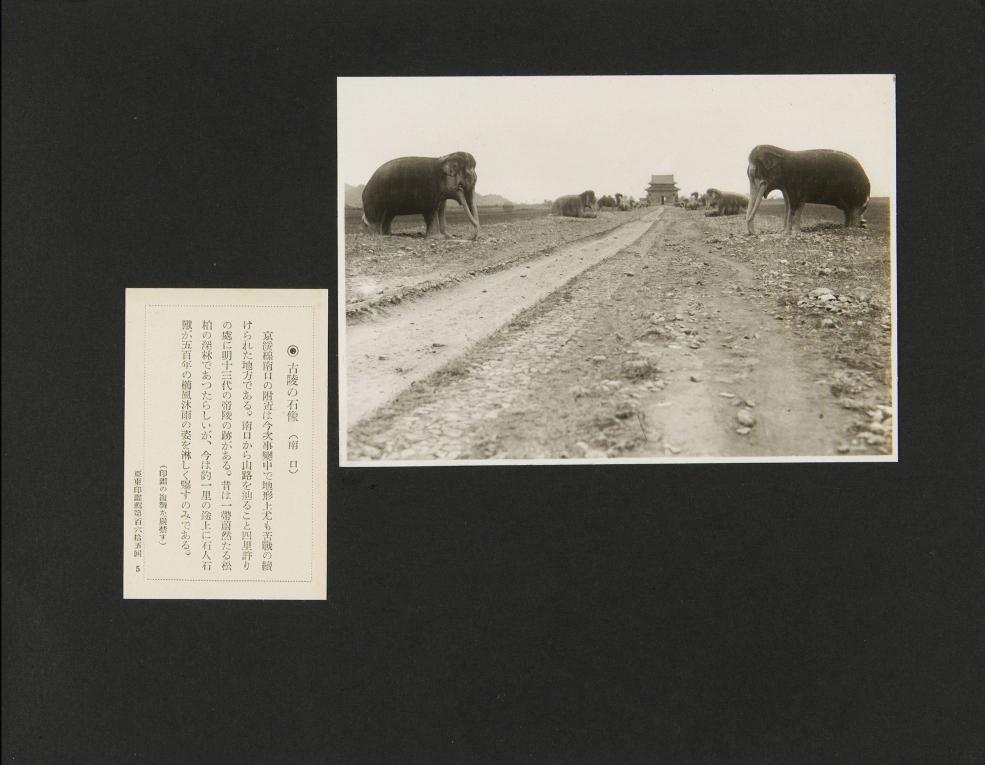 ◉ 古陵の石像 (南口)
京綏線南口の附近は今次事變中で地形上尤も苦戰の續
けられた地方である。南口から山路を辿ること四里許り
の處に明十三代の帝陵の跡がある。昔は一帶蔚然たる松
柏の深林であつたらしいが、今は約一里の途上に石人石
獸が五百年の櫛風沐雨の姿を淋しく曝すのみである。
(印畫の複製を嚴禁す)
亞東印畫輯第百六拾五回 5